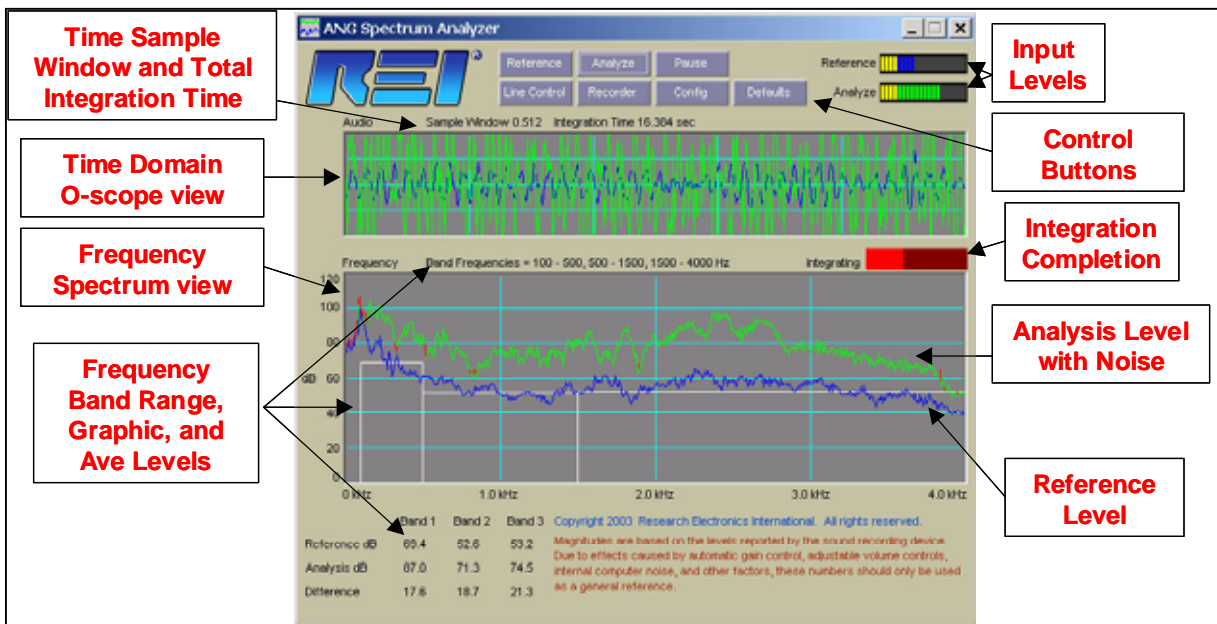 Time Sample
Window and Total
Integration Time
Time Domain
O-scope view
Frequency
Spectrum view
Frequency
Band Range,
Graphic, and
Ave Levels
ANG Spectrum Analyzer
REI®
Reference
Analyze
Pause
Line Control
Recorder
Config
Defaults
Reference
Analyze
Audio
Sample Window 0.512 Integration Time 16.384 sec
Frequency
Band Frequencies = 100 - 500, 500 - 1500, 1500 - 4000 Hz
Integrating
120
100
80
dB
60
40
20
0
0 kHz
1.0 kHz
2.0 kHz
3.0 kHz
4.0 kHz
Band 1 Band 2 Band 3
Reference dB 69.4 52.6 53.2
Analysis dB 87.0 71.3 74.5
Difference 17.6 18.7 21.3
Copyright 2003 Research Electronics International. All rights reserved.
Magnitudes are based on the levels reported by the sound recording device.
Due to effects caused by automatic gain control, adjustable volume controls,
internal computer noise, and other factors, these numbers should only be used
as a general reference.
Input
Levels
Control
Buttons
Integration
Completion
Analysis Level
with Noise
Reference
Level